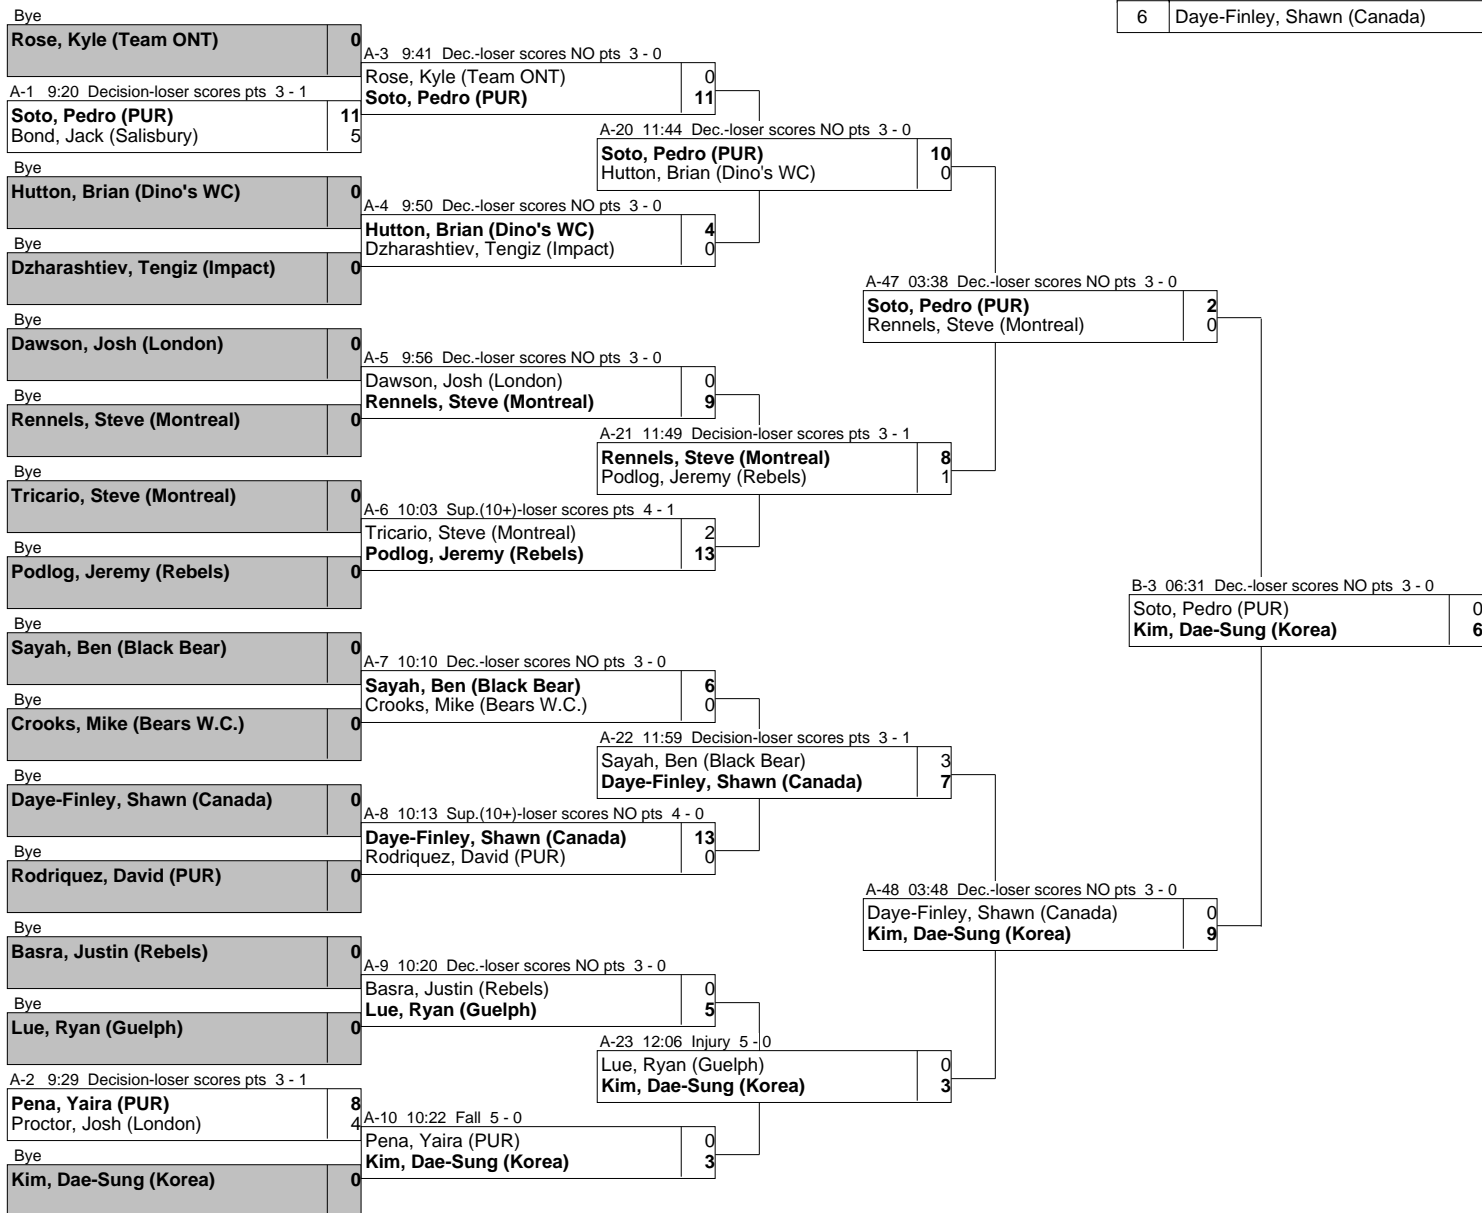 6 Daye-Finley, Shawn (Canada)
Bye
Rose, Kyle (Team ONT) 0
A-1 9:20 Decision-loser scores pts 3 - 1
Soto, Pedro (PUR) 11
Bond, Jack (Salisbury) 5
Bye
Hutton, Brian (Dino's WC) 0
Bye
Dzharashtiev, Tengiz (Impact) 0
Bye
Dawson, Josh (London) 0
Bye
Rennels, Steve (Montreal) 0
Bye
Tricario, Steve (Montreal) 0
Bye
Podlog, Jeremy (Rebels) 0
Bye
Sayah, Ben (Black Bear) 0
Bye
Crooks, Mike (Bears W.C.) 0
Bye
Daye-Finley, Shawn (Canada) 0
Bye
Rodriquez, David (PUR) 0
Bye
Basra, Justin (Rebels) 0
Bye
Lue, Ryan (Guelph) 0
A-2 9:29 Decision-loser scores pts 3 - 1
Pena, Yaira (PUR) 8
Proctor, Josh (London) 4
Bye
Kim, Dae-Sung (Korea) 0
A-3 9:41 Dec.-loser scores NO pts 3 - 0
Rose, Kyle (Team ONT) 0
Soto, Pedro (PUR) 11
A-4 9:50 Dec.-loser scores NO pts 3 - 0
Hutton, Brian (Dino's WC) 4
Dzharashtiev, Tengiz (Impact) 0
A-5 9:56 Dec.-loser scores NO pts 3 - 0
Dawson, Josh (London) 0
Rennels, Steve (Montreal) 9
A-6 10:03 Sup.(10+)-loser scores pts 4 - 1
Tricario, Steve (Montreal) 2
Podlog, Jeremy (Rebels) 13
A-7 10:10 Dec.-loser scores NO pts 3 - 0
Sayah, Ben (Black Bear) 6
Crooks, Mike (Bears W.C.) 0
A-8 10:13 Sup.(10+)-loser scores NO pts 4 - 0
Daye-Finley, Shawn (Canada) 13
Rodriquez, David (PUR) 0
A-9 10:20 Dec.-loser scores NO pts 3 - 0
Basra, Justin (Rebels) 0
Lue, Ryan (Guelph) 5
A-10 10:22 Fall 5 - 0
Pena, Yaira (PUR) 0
Kim, Dae-Sung (Korea) 3
A-20 11:44 Dec.-loser scores NO pts 3 - 0
Soto, Pedro (PUR) 10
Hutton, Brian (Dino's WC) 0
A-21 11:49 Decision-loser scores pts 3 - 1
Rennels, Steve (Montreal) 8
Podlog, Jeremy (Rebels) 1
A-22 11:59 Decision-loser scores pts 3 - 1
Sayah, Ben (Black Bear) 3
Daye-Finley, Shawn (Canada) 7
A-23 12:06 Injury 5 - 0
Lue, Ryan (Guelph) 0
Kim, Dae-Sung (Korea) 3
A-47 03:38 Dec.-loser scores NO pts 3 - 0
Soto, Pedro (PUR) 2
Rennels, Steve (Montreal) 0
A-48 03:48 Dec.-loser scores NO pts 3 - 0
Daye-Finley, Shawn (Canada) 0
Kim, Dae-Sung (Korea) 9
B-3 06:31 Dec.-loser scores NO pts 3 - 0
Soto, Pedro (PUR) 0
Kim, Dae-Sung (Korea) 6